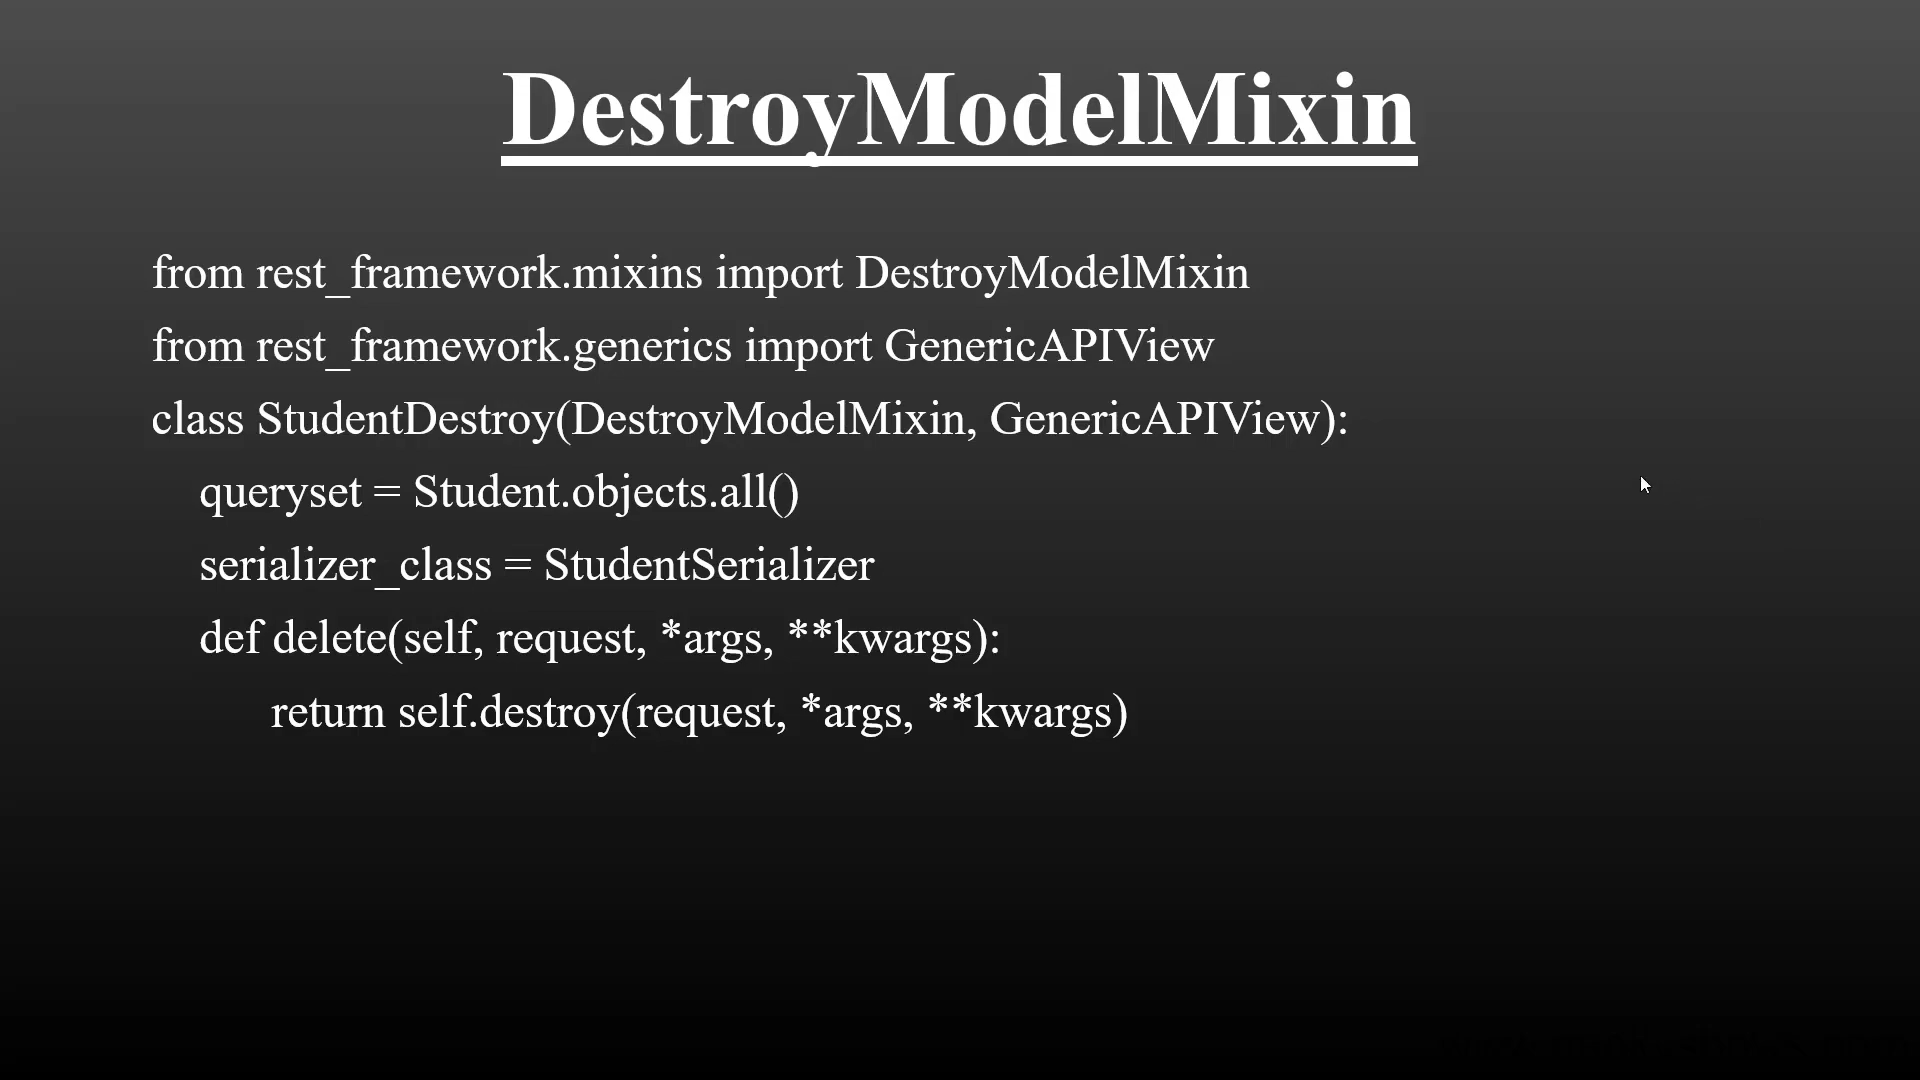 DestroyModelMixin
from rest_framework.mixins import DestroyModelMixin
from rest_framework.generics import GenericAPIView
class StudentDestroy(DestroyModelMixin, GenericAPIView):
queryset = Student.objects.all()
serializer_class = StudentSerializer
def delete(self, request, *args, **kwargs):
return self.destroy(request, *args, **kwargs)